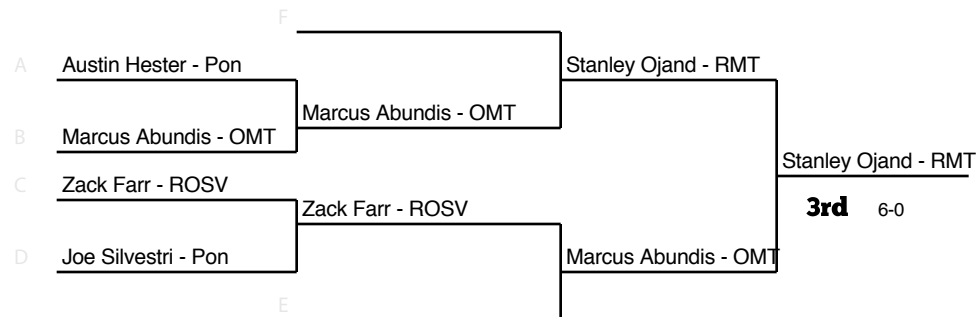 F
A Austin Hester - Pon
Stanley Ojand - RMT
Marcus Abundis - OMT
B Marcus Abundis - OMT
Stanley Ojand - RMT
C Zack Farr - ROSV
3rd 6-0
Zack Farr - ROSV
D Joe Silvestri - Pon
Marcus Abundis - OMT
E